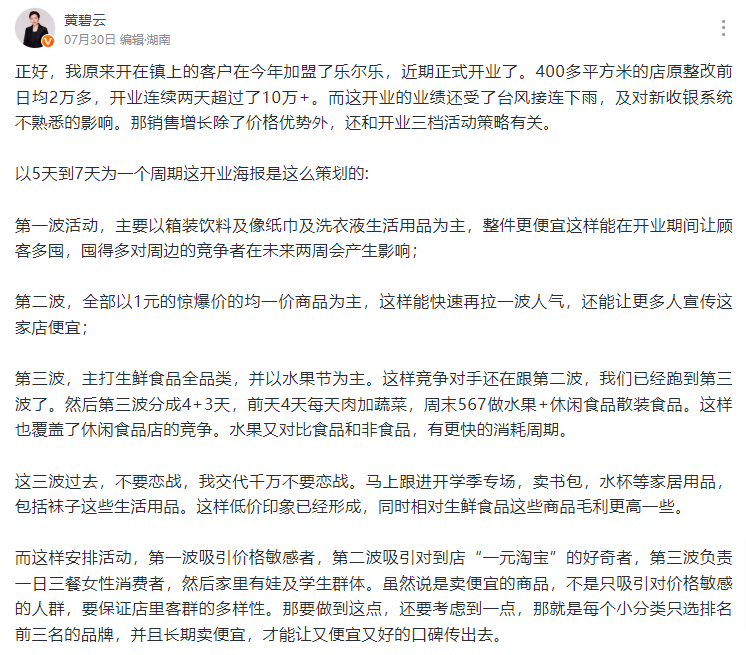 黄碧云
07月30日 编辑·湖南
正好，我原来开在镇上的客户在今年加盟了乐尔乐，近期正式开业了。400多平方米的店原整改前
日均2万多，开业连续两天超过了10万+。而这开业的业绩还受了台风接连下雨，及对新收银系统
不熟悉的影响。那销售增长除了价格优势外，还和开业三档活动策略有关。
以5天到7天为一个周期这开业海报是这么策划的:
第一波活动，主要以箱装饮料及像纸巾及洗衣液生活用品为主，整件更便宜这样能在开业期间让顾
客多囤，囤得多对周边的竞争者在未来两周会产生影响；
第二波，全部以1元的惊爆价的均一价商品为主，这样能快速再拉一波人气，还能让更多人宣传这
家店便宜；
第三波，主打生鲜食品全品类，并以水果节为主。这样竞争对手还在跟第二波，我们已经跑到第三
波了。然后第三波分成4+3天，前天4天每天肉加蔬菜，周末567做水果+休闲食品散装食品。这样
也覆盖了休闲食品店的竞争。水果又对比食品和非食品，有更快的消耗周期。
这三波过去，不要恋战，我交代千万不要恋战。马上跟进开学季专场，卖书包，水杯等家居用品，
包括袜子这些生活用品。这样低价印象已经形成，同时相对生鲜食品这些商品毛利更高一些。
而这样安排活动，第一波吸引价格敏感者，第二波吸引对到店“一元淘宝”的好奇者，第三波负责
一日三餐女性消费者，然后家里有娃及学生群体。虽然说是卖便宜的商品，不是只吸引对价格敏感
的人群，要保证店里客群的多样性。那要做到这点，还要考虑到一点，那就是每个小分类只选排名
前三名的品牌，并且长期卖便宜，才能让又便宜又好的口碑传出去。